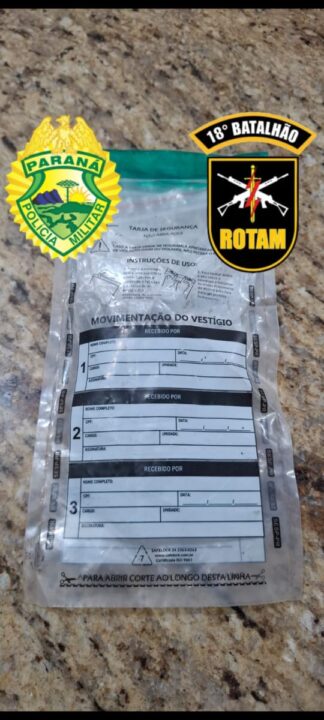 18° BATALHÃO
PARANÁ
POLÍCIA MILITAR
ROTAM
TARJA DE SEGURANÇA
INSTRUÇÕES DE USO:
MOVIMENTAÇÃO DO VESTÍGIO
RECEBIDO POR
1
NOME COMPLETO:
CPF:
DATA:
CARGO:
UNIDADE:
ASSINATURA:
RECEBIDO POR
2
NOME COMPLETO:
CPF:
DATA:
CARGO:
UNIDADE:
ASSINATURA:
RECEBIDO POR
3
NOME COMPLETO:
CPF:
DATA:
CARGO:
UNIDADE:
ASSINATURA:
7
PARA ABRIR CORTE AO LONGO DESTA LINHA